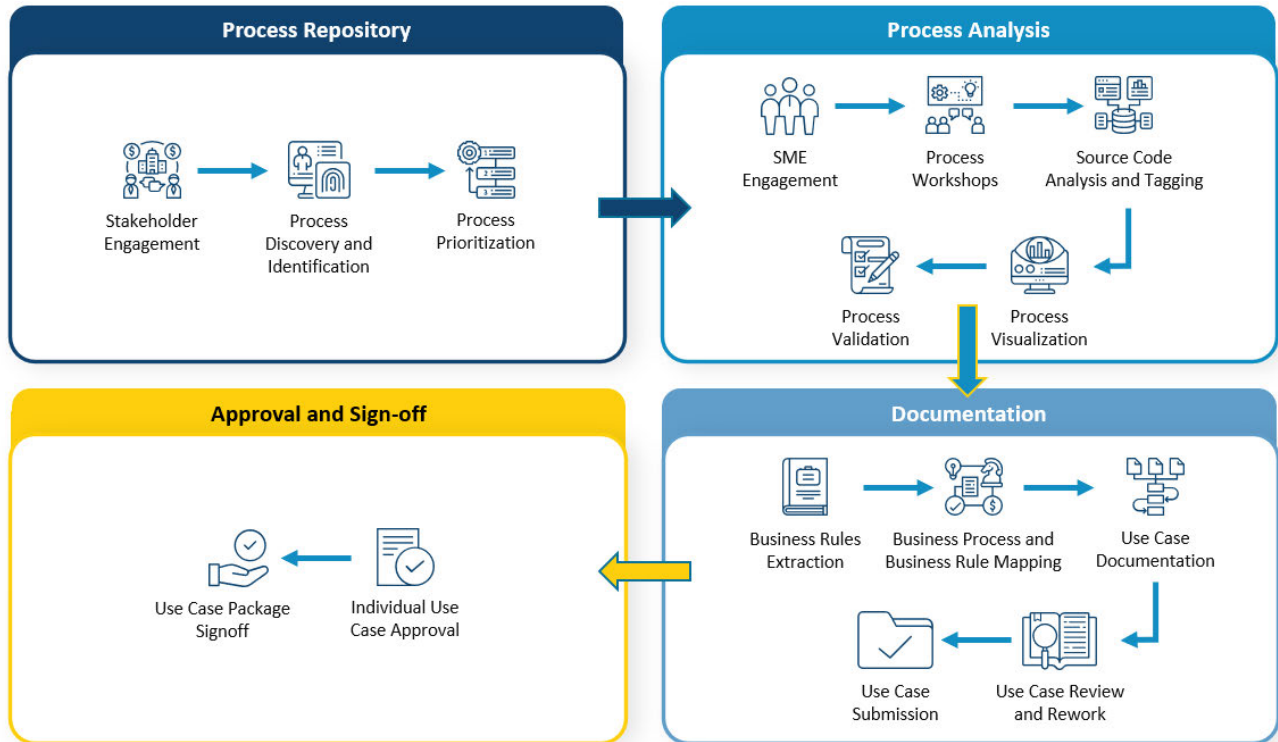 Process Repository
Stakeholder
Engagement
Process
Discovery and
Identification
1
2
3
Process
Prioritization
Process Analysis
SME
Engagement
Process
Workshops
Source Code
Analysis and Tagging
Process
Visualization
Process
Validation
Documentation
Business Rules
Extraction
Business Process and
Business Rule Mapping
Use Case
Documentation
Use Case Review
and Rework
Use Case
Submission
Approval and Sign-off
Individual Use
Case Approval
Use Case Package
Signoff